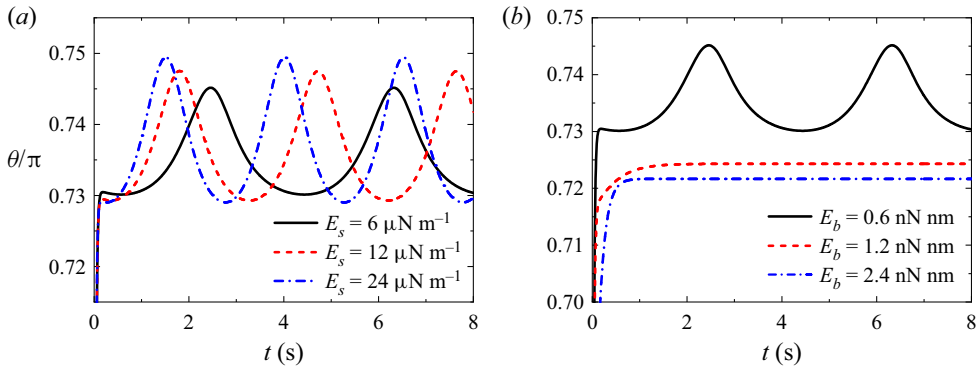 (a)
(b)
0.75
0.74
θ/π
0.73
0.72
E_s = 6 μN m⁻¹
E_s = 12 μN m⁻¹
E_s = 24 μN m⁻¹
0 2 4 6 8
t (s)
0.75
0.74
0.73
0.72
0.71
0.70
E_b = 0.6 nN nm
E_b = 1.2 nN nm
E_b = 2.4 nN nm
0 2 4 6 8
t (s)